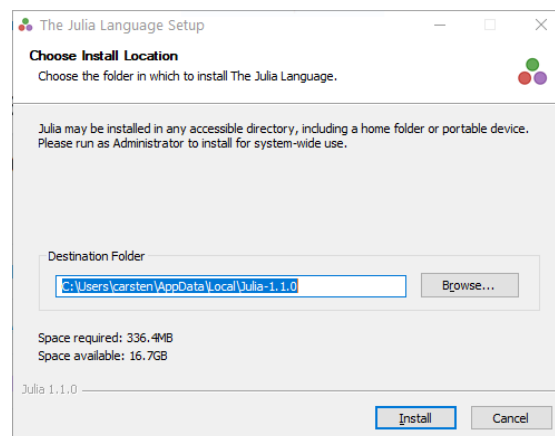 The Julia Language Setup
Choose Install Location
Choose the folder in which to install The Julia Language.
Julia may be installed in any accessible directory, including a home folder or portable device.
Please run as Administrator to install for system-wide use.
Destination Folder
C:\Users\carsten\AppData\Local\Julia-1.1.0
Browse...
Space required: 336.4MB
Space available: 16.7GB
Julia 1.1.0
Install Cancel